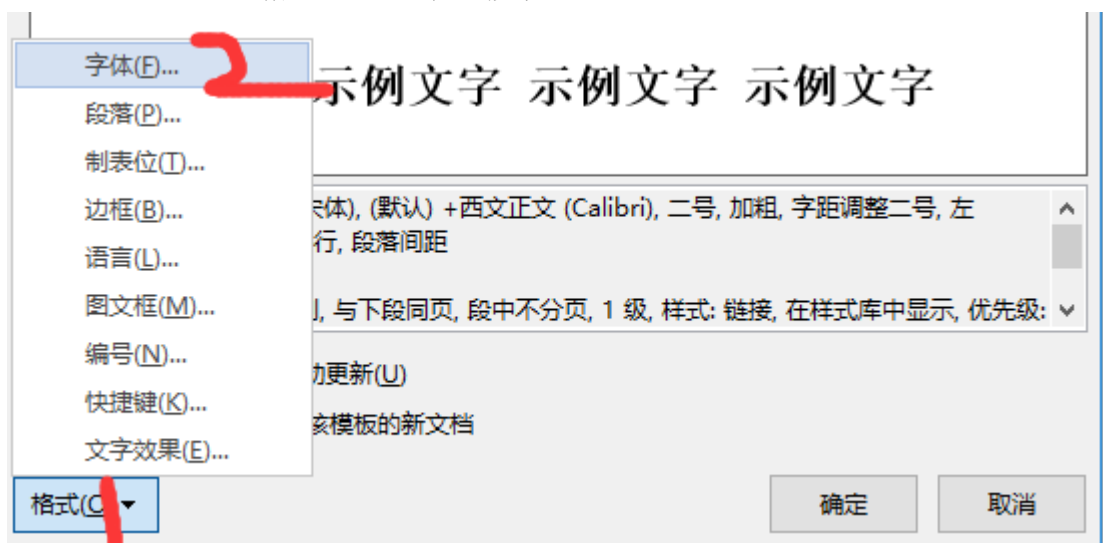 字体(F)...
示例文字 示例文字 示例文字
段落(P)...
制表位(T)...
边框(B)...
体), (默认) +西文正文 (Calibri), 二号, 加粗, 字距调整二号, 左
行, 段落间距
语言(L)...
图文框(M)...
, 与下段同页, 段中不分页, 1 级, 样式: 链接, 在样式库中显示, 优先级:
编号(N)...
更新(U)
快捷键(K)...
模板的新文档
文字效果(E)...
格式(O
确定
取消
2